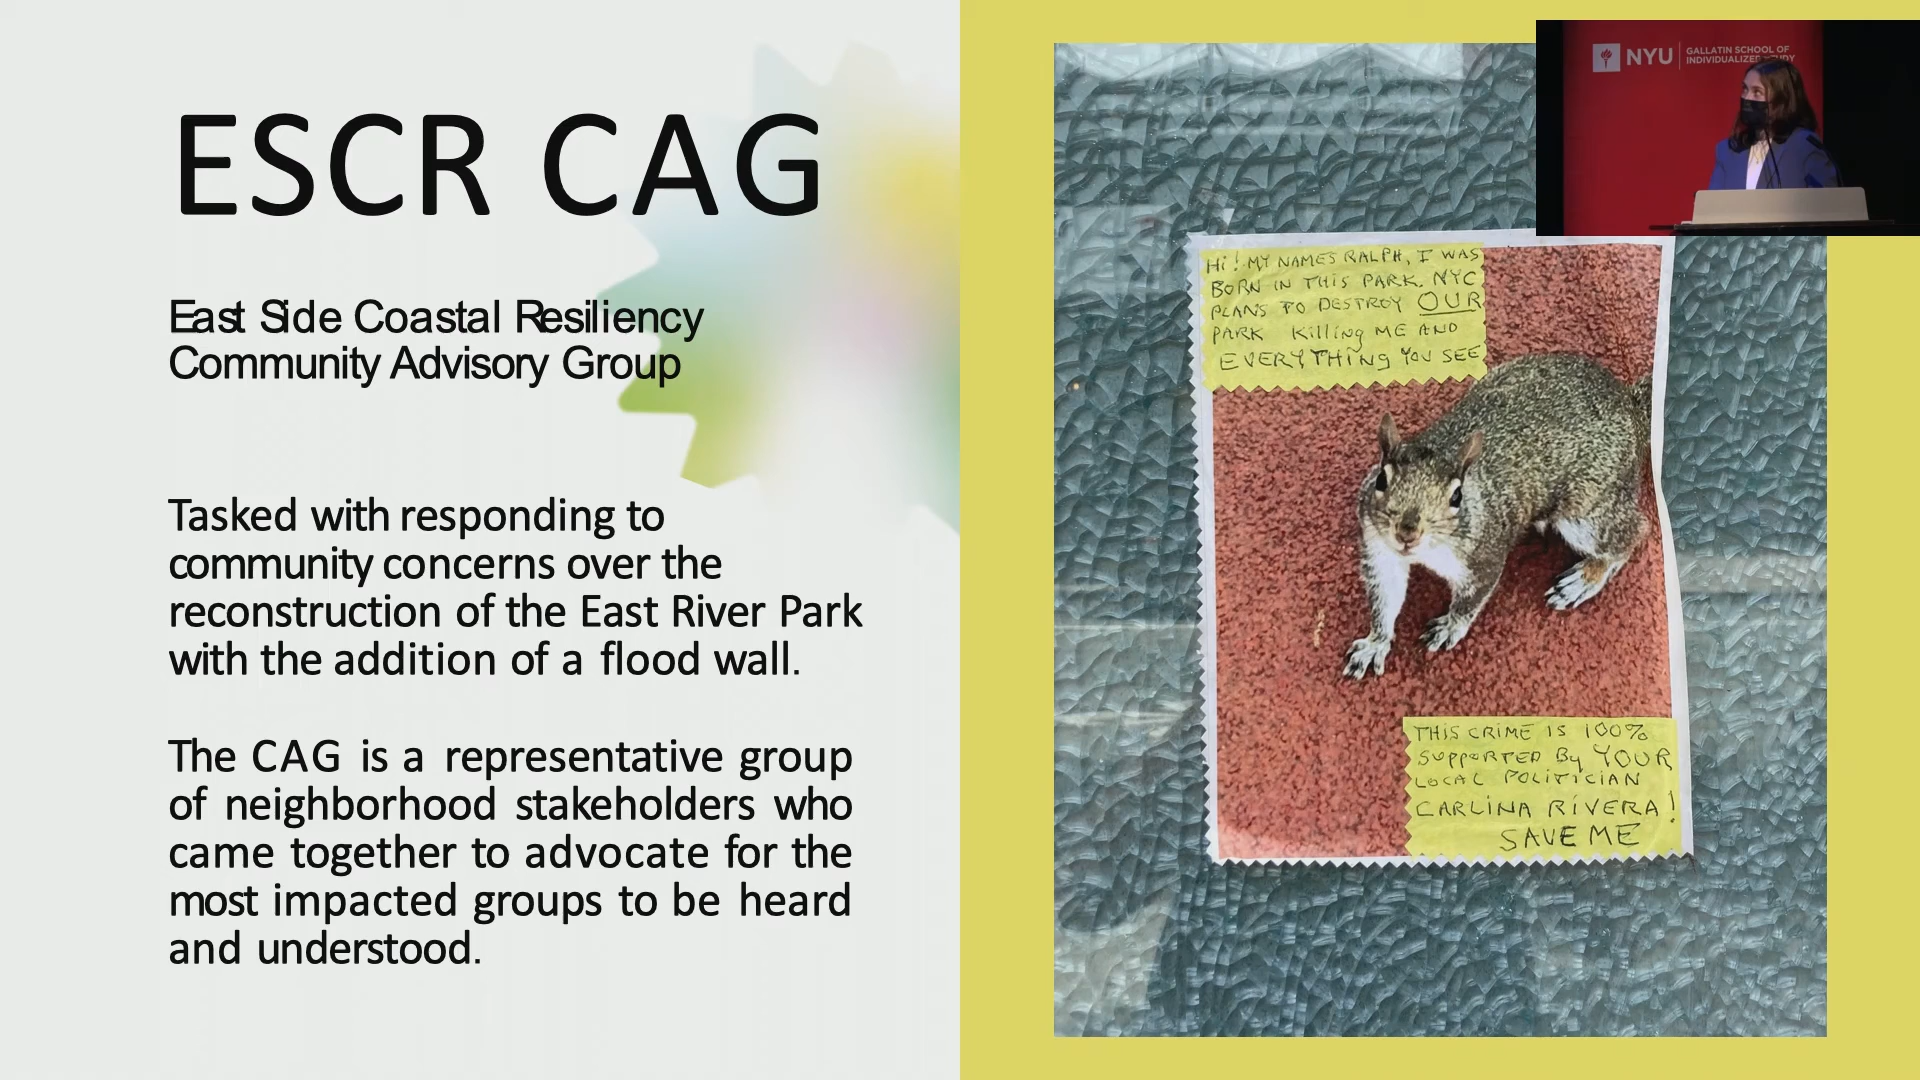 ESCR CAG
East Side Coastal Resiliency
Community Advisory Group
Tasked with responding to
community concerns over the
reconstruction of the East River Park
with the addition of a flood wall.
The CAG is a representative group
of neighborhood stakeholders who
came together to advocate for the
most impacted groups to be heard
and understood.
NYU
GALLATIN SCHOOL OF
INDIVIDUALIZED STUDY
Hi! MY NAMES RALPH, I WAS
BORN IN THIS PARK. NYC
PLANS TO DESTROY OUR
PARK Killing ME AND
EVERYTHINg YOU SEE
THIS CRIME IS 100%
SUPPORTED By YOUR
LOCAL POLITICIAN
CARLINA RIVERA!
SAVE ME